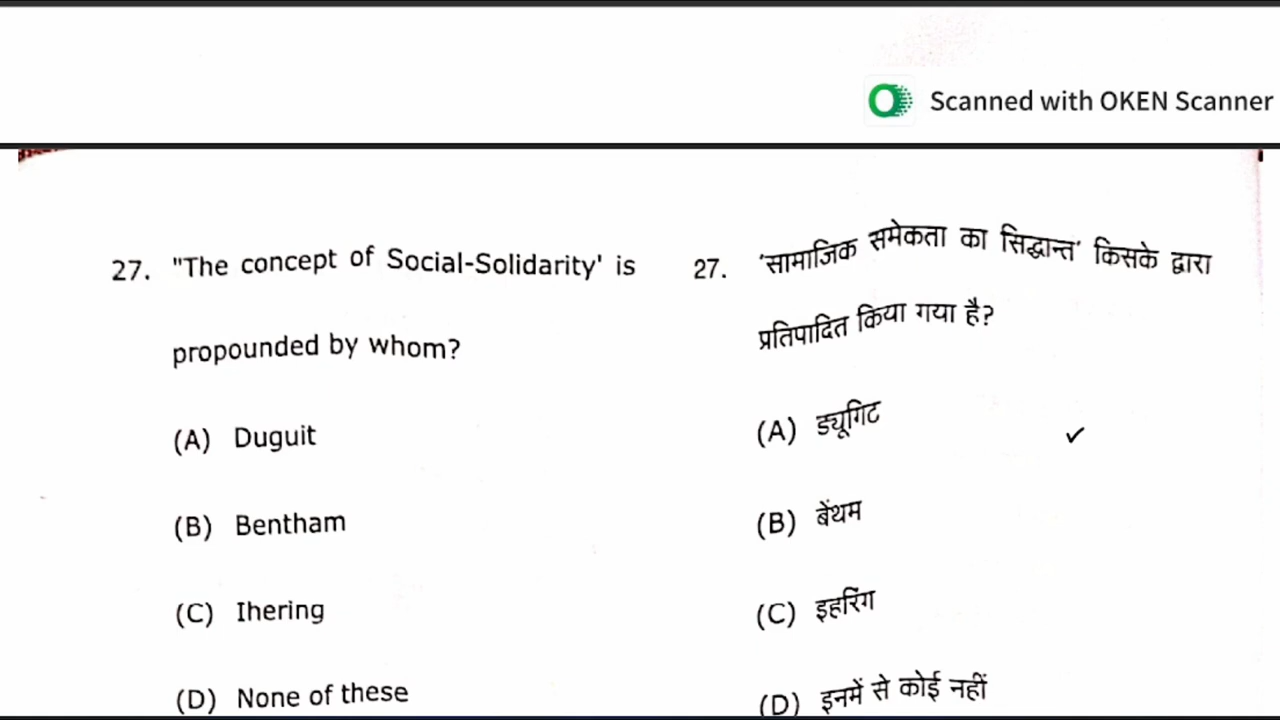 Scanned with OKEN Scanner
27. "The concept of Social-Solidarity' is
propounded by whom?
(A) Duguit
(B) Bentham
(C) Ihering
(D) None of these
27. 'सामाजिक समेकता का सिद्धान्त' किसके द्वारा
प्रतिपादित किया गया है?
(A) ड्यूगिट
(B) बेंथम
(C) इहरिंग
(D) इनमें से कोई नहीं